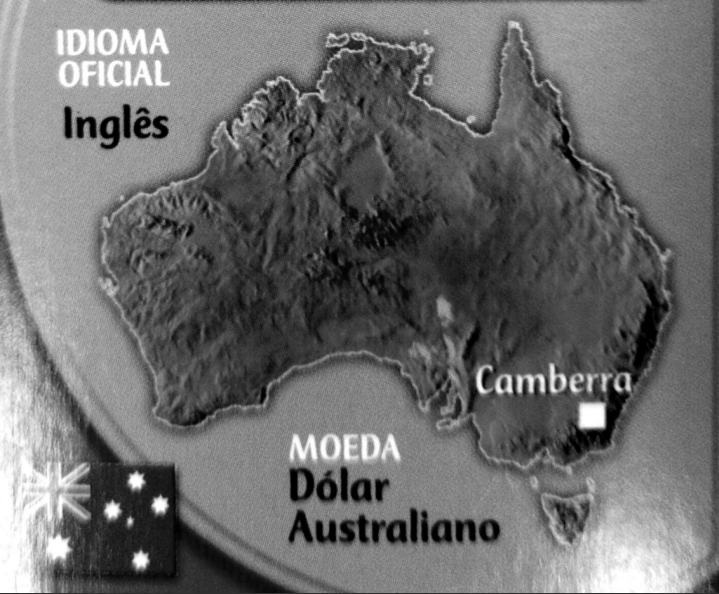 IDIOMA
OFICIAL
Inglês
Camberra
MOEDA
Dólar
Australiano